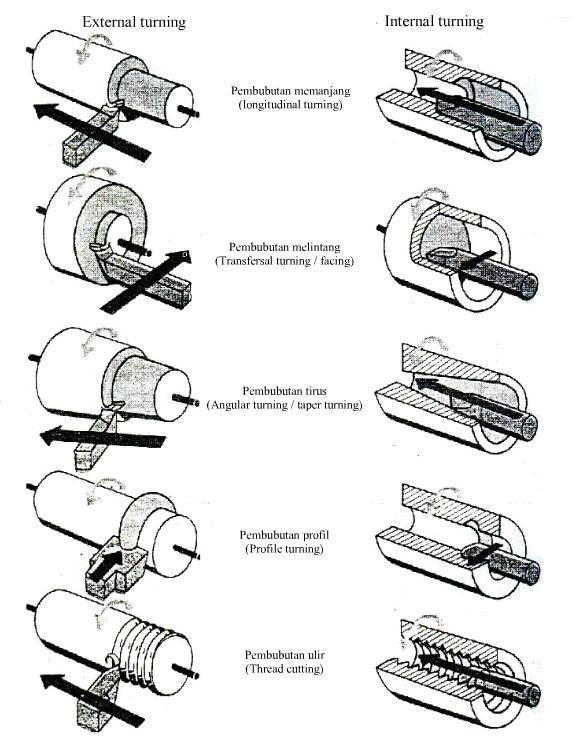 External turning
Internal turning
Pembubutan memanjang
(longitudinal turning)
Pembubutan melintang
(Transfersal turning / facing)
Pembubutan tirus
(Angular turning / taper turning)
Pembubutan profil
(Profile turning)
Pembubutan ulir
(Thread cutting)